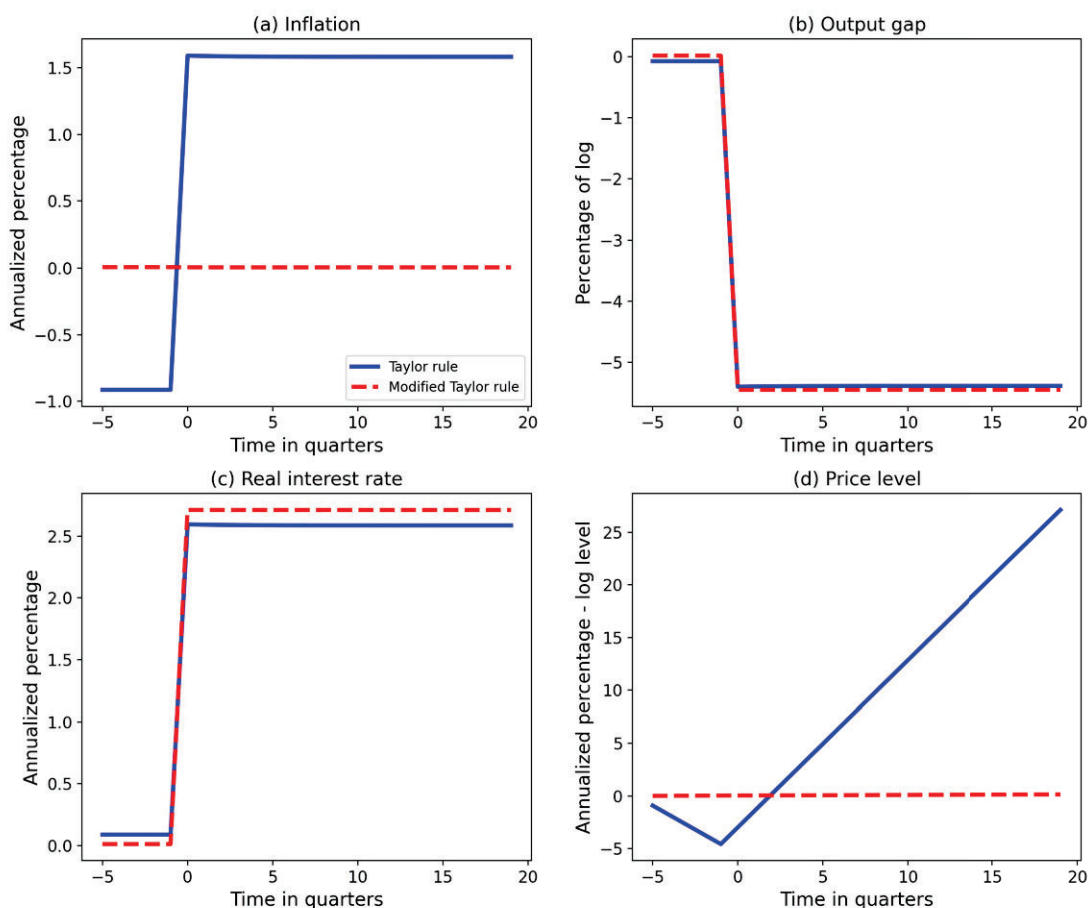 (a) Inflation
Annualized percentage
1.5
1.0
0.5
0.0
−0.5
−1.0
Taylor rule
Modified Taylor rule
−5 0 5 10 15 20
Time in quarters
(b) Output gap
Percentage of log
0
−1
−2
−3
−4
−5
−5 0 5 10 15 20
Time in quarters
(c) Real interest rate
Annualized percentage
2.5
2.0
1.5
1.0
0.5
0.0
−5 0 5 10 15 20
Time in quarters
(d) Price level
Annualized percentage - log level
25
20
15
10
5
0
−5
−5 0 5 10 15 20
Time in quarters